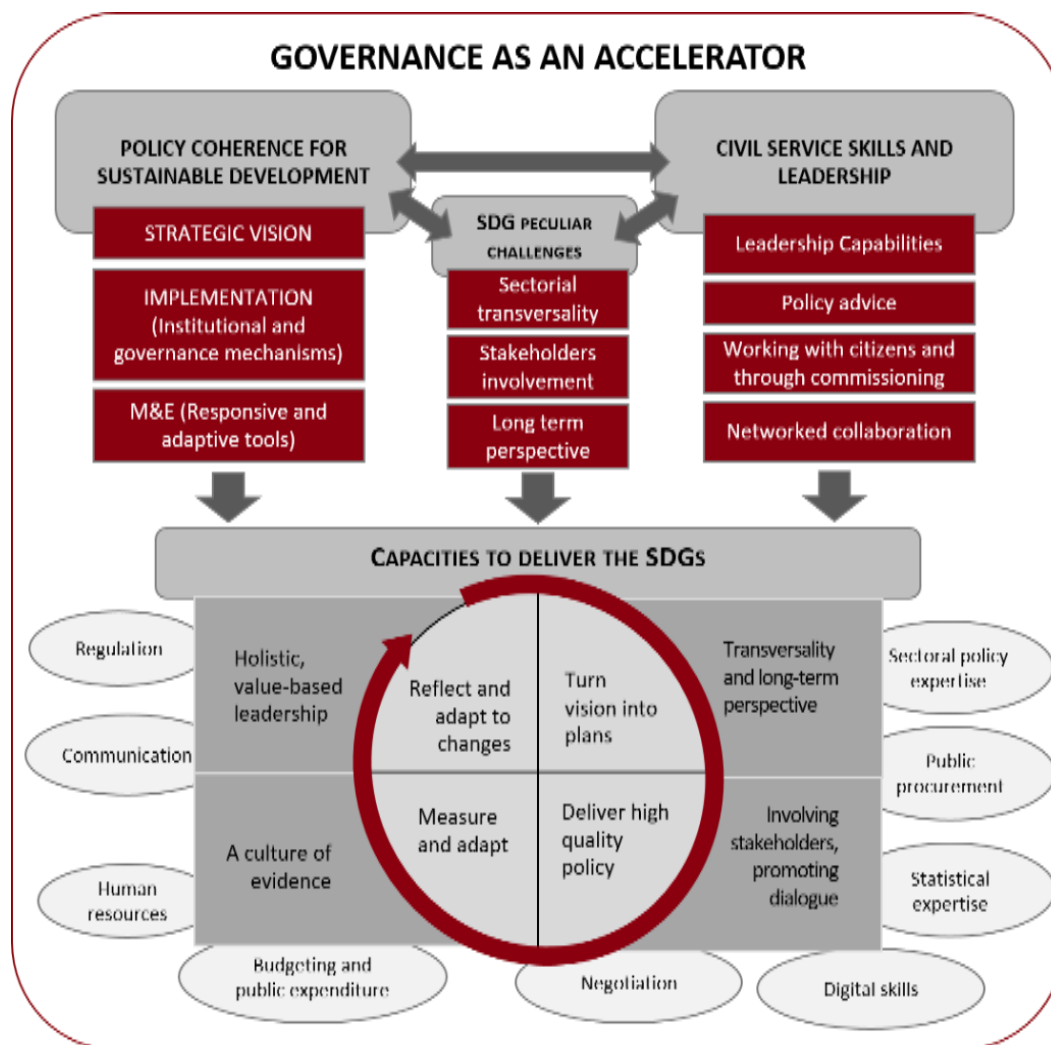 GOVERNANCE AS AN ACCELERATOR
POLICY COHERENCE FOR
SUSTAINABLE DEVELOPMENT
STRATEGIC VISION
IMPLEMENTATION
(Institutional and
governance mechanisms)
M&E (Responsive and
adaptive tools)
SDG PECULIAR
CHALLENGES
Sectorial
transversality
Stakeholders
involvement
Long term
perspective
CIVIL SERVICE SKILLS AND
LEADERSHIP
Leadership Capabilities
Policy advice
Working with citizens and
through commissioning
Networked collaboration
CAPACITIES TO DELIVER THE SDGS
Holistic,
value-based
leadership
Reflect and
adapt to
changes
Turn
vision into
plans
Transversality
and long-term
perspective
A culture of
evidence
Measure
and adapt
Deliver high
quality
policy
Involving
stakeholders,
promoting
dialogue
Regulation
Communication
Human
resources
Budgeting and
public expenditure
Negotiation
Digital skills
Statistical
expertise
Public
procurement
Sectoral policy
expertise